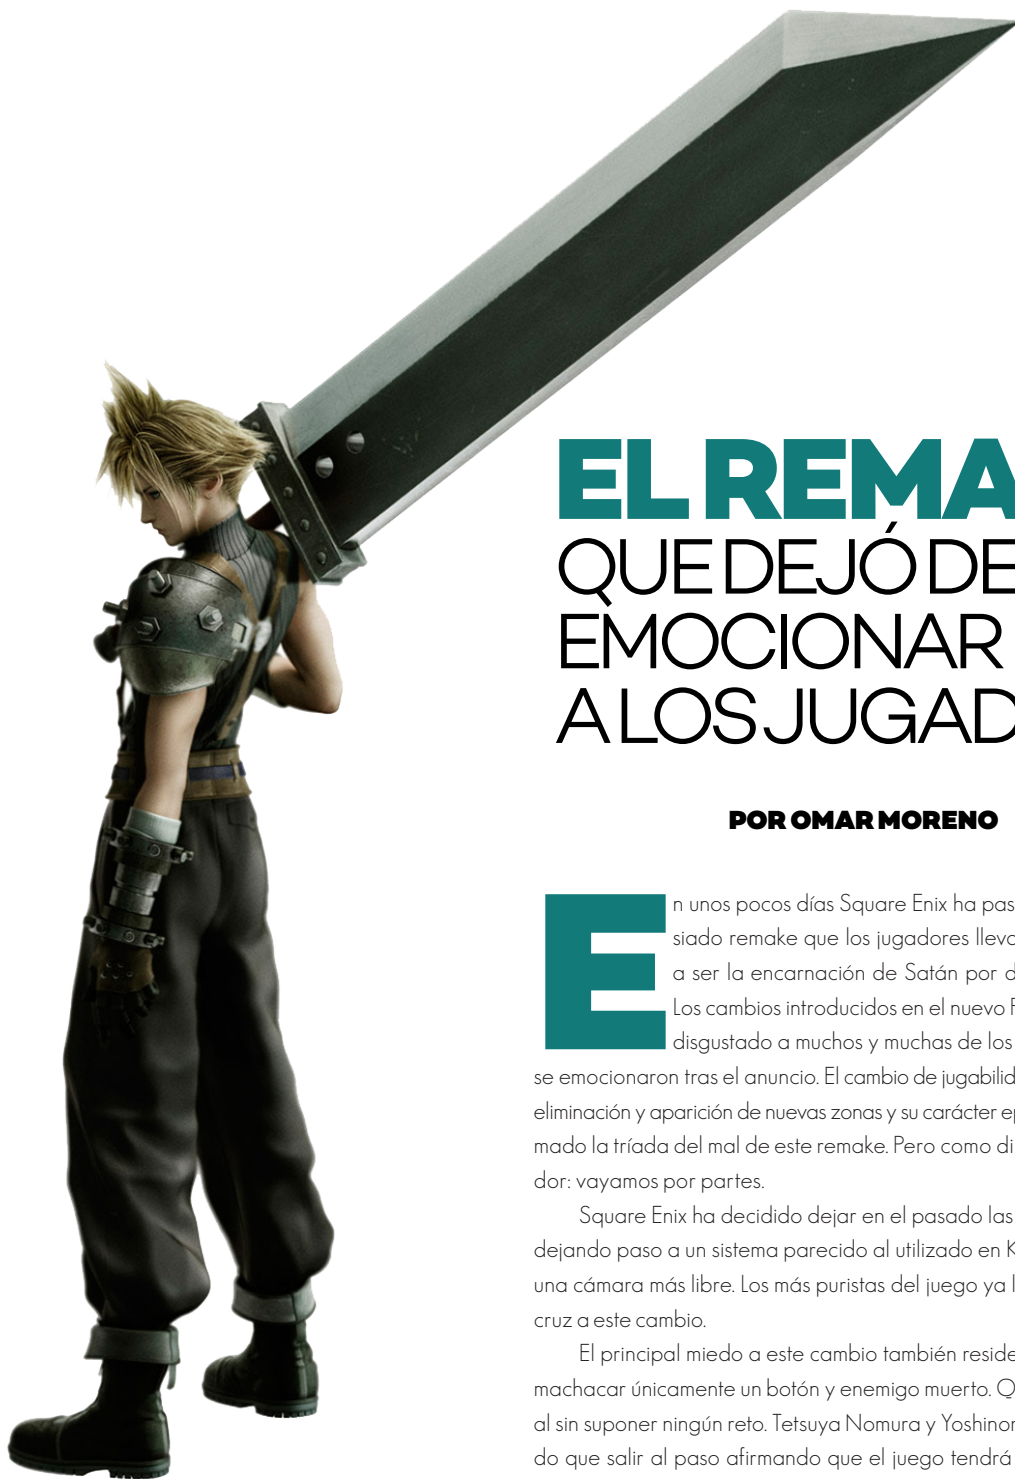 EL REMA
QUE DEJÓ DE
EMOCIONAR
A LOS JUGAD
POR OMAR MORENO
En unos pocos días Square Enix ha pas
siado remake que los jugadores lleva
a ser la encarnación de Satán por d
Los cambios introducidos en el nuevo F
disgustado a muchos y muchas de los
se emocionaron tras el anuncio. El cambio de jugabilid
eliminación y aparición de nuevas zonas y su carácter ep
mado la tríada del mal de este remake. Pero como di
dor: vayamos por partes.
Square Enix ha decidido dejar en el pasado las
dejando paso a un sistema parecido al utilizado en K
una cámara más libre. Los más puristas del juego ya l
cruz a este cambio.
El principal miedo a este cambio también reside
machacar únicamente un botón y enemigo muerto. Q
al sin suponer ningún reto. Tetsuya Nomura y Yoshinor
do que salir al paso afirmando que el juego tendrá